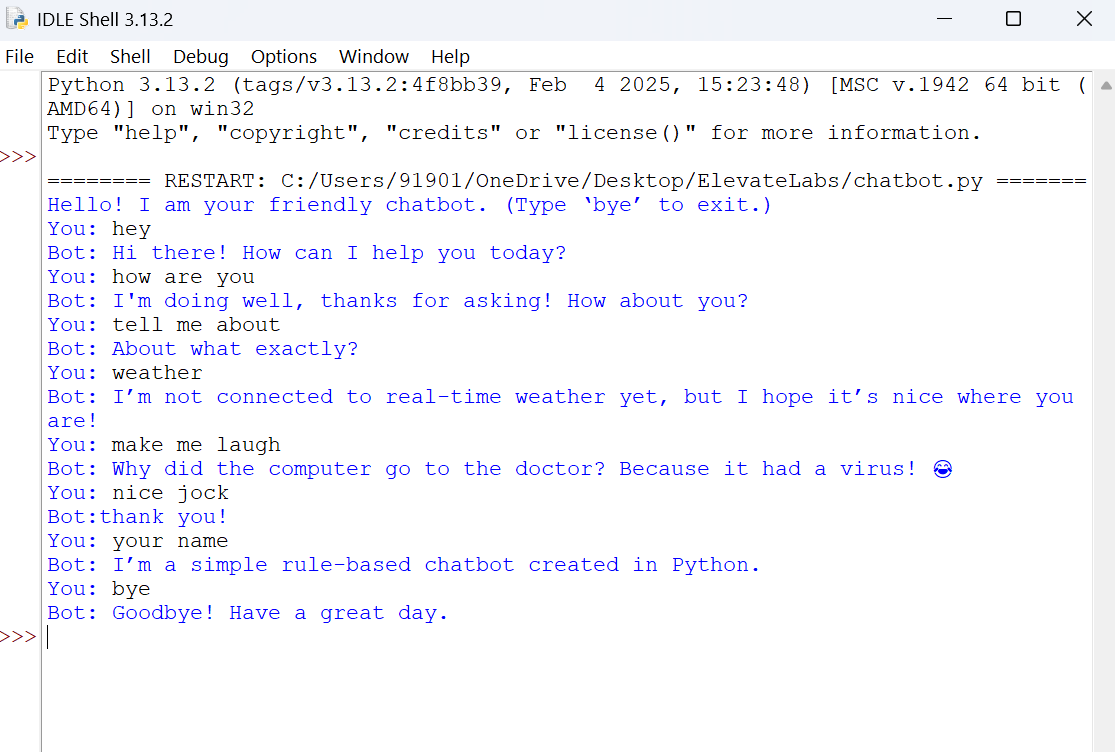 IDLE Shell 3.13.2
File Edit Shell Debug Options Window Help
Python 3.13.2 (tags/v3.13.2:4f8bb39, Feb  4 2025, 15:23:48) [MSC v.1942 64 bit (
AMD64)] on win32
Type "help", "copyright", "credits" or "license()" for more information.
>>>
======== RESTART: C:/Users/91901/OneDrive/Desktop/ElevateLabs/chatbot.py =======
Hello! I am your friendly chatbot. (Type ‘bye’ to exit.)
You: hey
Bot: Hi there! How can I help you today?
You: how are you
Bot: I'm doing well, thanks for asking! How about you?
You: tell me about
Bot: About what exactly?
You: weather
Bot: I’m not connected to real-time weather yet, but I hope it’s nice where you
are!
You: make me laugh
Bot: Why did the computer go to the doctor? Because it had a virus! 😂
You: nice jock
Bot:thank you!
You: your name
Bot: I’m a simple rule-based chatbot created in Python.
You: bye
Bot: Goodbye! Have a great day.
>>>